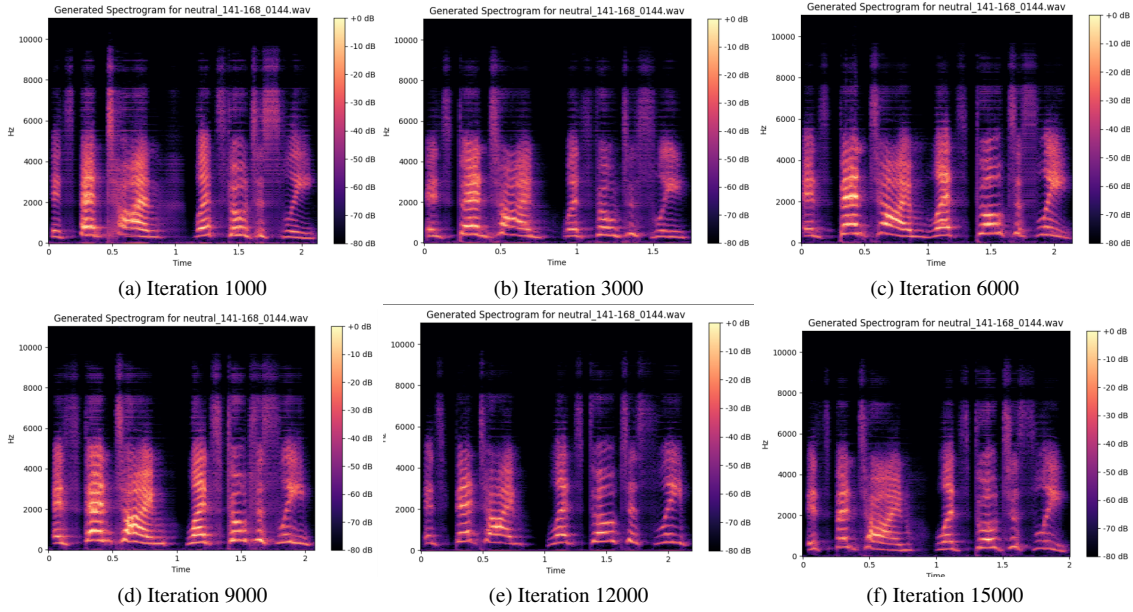 Generated Spectrogram for neutral_141-168_0144.wav
+0 dB
10000
-10 dB
-20 dB
8000
-30 dB
6000
Hz
-40 dB
4000
-50 dB
-60 dB
2000
-70 dB
0
-80 dB
0
0.5
1
1.5
2
Time
(a) Iteration 1000
Generated Spectrogram for neutral_141-168_0144.wav
+0 dB
10000
-10 dB
-20 dB
8000
-30 dB
6000
Hz
-40 dB
4000
-50 dB
-60 dB
2000
-70 dB
0
-80 dB
0
0.5
1
1.5
Time
(b) Iteration 3000
Generated Spectrogram for neutral_141-168_0144.wav
+0 dB
10000
-10 dB
-20 dB
8000
-30 dB
6000
Hz
-40 dB
4000
-50 dB
-60 dB
2000
-70 dB
0
-80 dB
0
0.5
1
1.5
2
Time
(c) Iteration 6000
Generated Spectrogram for neutral_141-168_0144.wav
+0 dB
10000
-10 dB
-20 dB
8000
-30 dB
6000
Hz
-40 dB
4000
-50 dB
-60 dB
2000
-70 dB
0
-80 dB
0
0.5
1
1.5
2
Time
(d) Iteration 9000
Generated Spectrogram for neutral_141-168_0144.wav
+0 dB
10000
-10 dB
-20 dB
8000
-30 dB
6000
-40 dB
4000
-50 dB
-60 dB
2000
-70 dB
0
-80 dB
0
0.5
1
1.5
2
Time
(e) Iteration 12000
Generated Spectrogram for neutral_141-168_0144.wav
+0 dB
10000
-10 dB
-20 dB
8000
-30 dB
6000
Hz
-40 dB
4000
-50 dB
-60 dB
2000
-70 dB
0
-80 dB
0
0.5
1
1.5
2
Time
(f) Iteration 15000